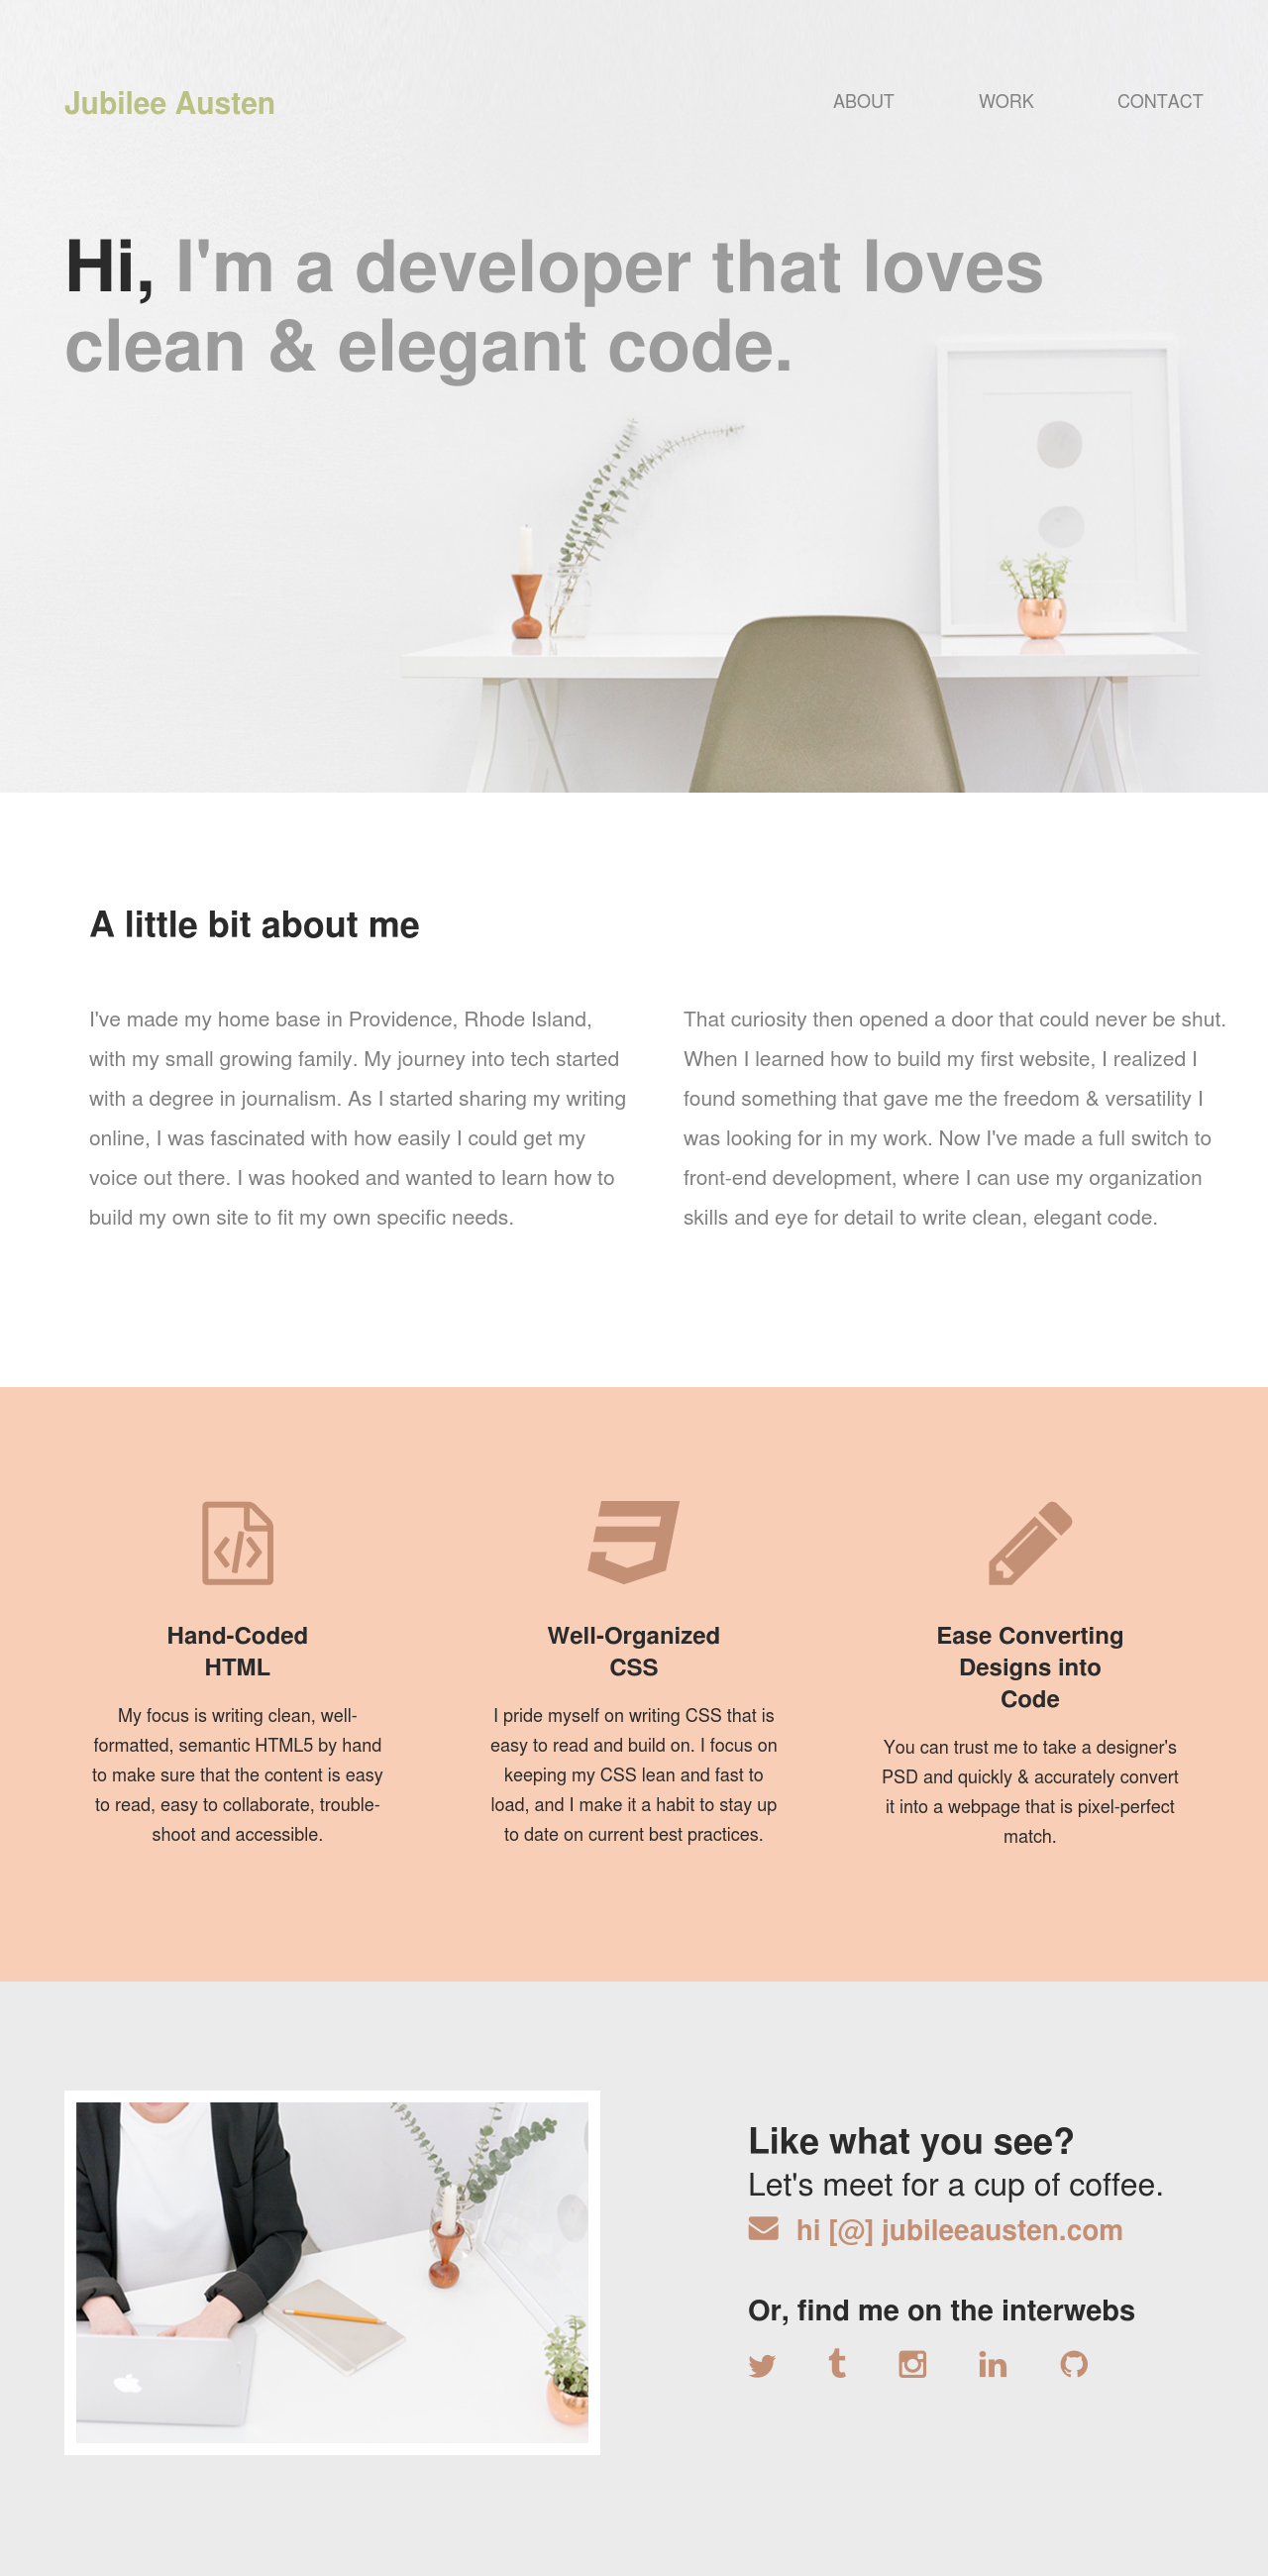 Jubilee Austen
ABOUT WORK CONTACT
Hi, I'm a developer that loves
clean & elegant code.
A little bit about me
I've made my home base in Providence, Rhode Island,
with my small growing family. My journey into tech started
with a degree in journalism. As I started sharing my writing
online, I was fascinated with how easily I could get my
voice out there. I was hooked and wanted to learn how to
build my own site to fit my own specific needs.
That curiosity then opened a door that could never be shut.
When I learned how to build my first website, I realized I
found something that gave me the freedom & versatility I
was looking for in my work. Now I've made a full switch to
front-end development, where I can use my organization
skills and eye for detail to write clean, elegant code.
Hand-Coded
HTML
My focus is writing clean, well-
formatted, semantic HTML5 by hand
to make sure that the content is easy
to read, easy to collaborate, trouble-
shoot and accessible.
Well-Organized
CSS
I pride myself on writing CSS that is
easy to read and build on. I focus on
keeping my CSS lean and fast to
load, and I make it a habit to stay up
to date on current best practices.
Ease Converting
Designs into
Code
You can trust me to take a designer's
PSD and quickly & accurately convert
it into a webpage that is pixel-perfect
match.
Like what you see?
Let's meet for a cup of coffee.
hi [@] jubileeausten.com
Or, find me on the interwebs